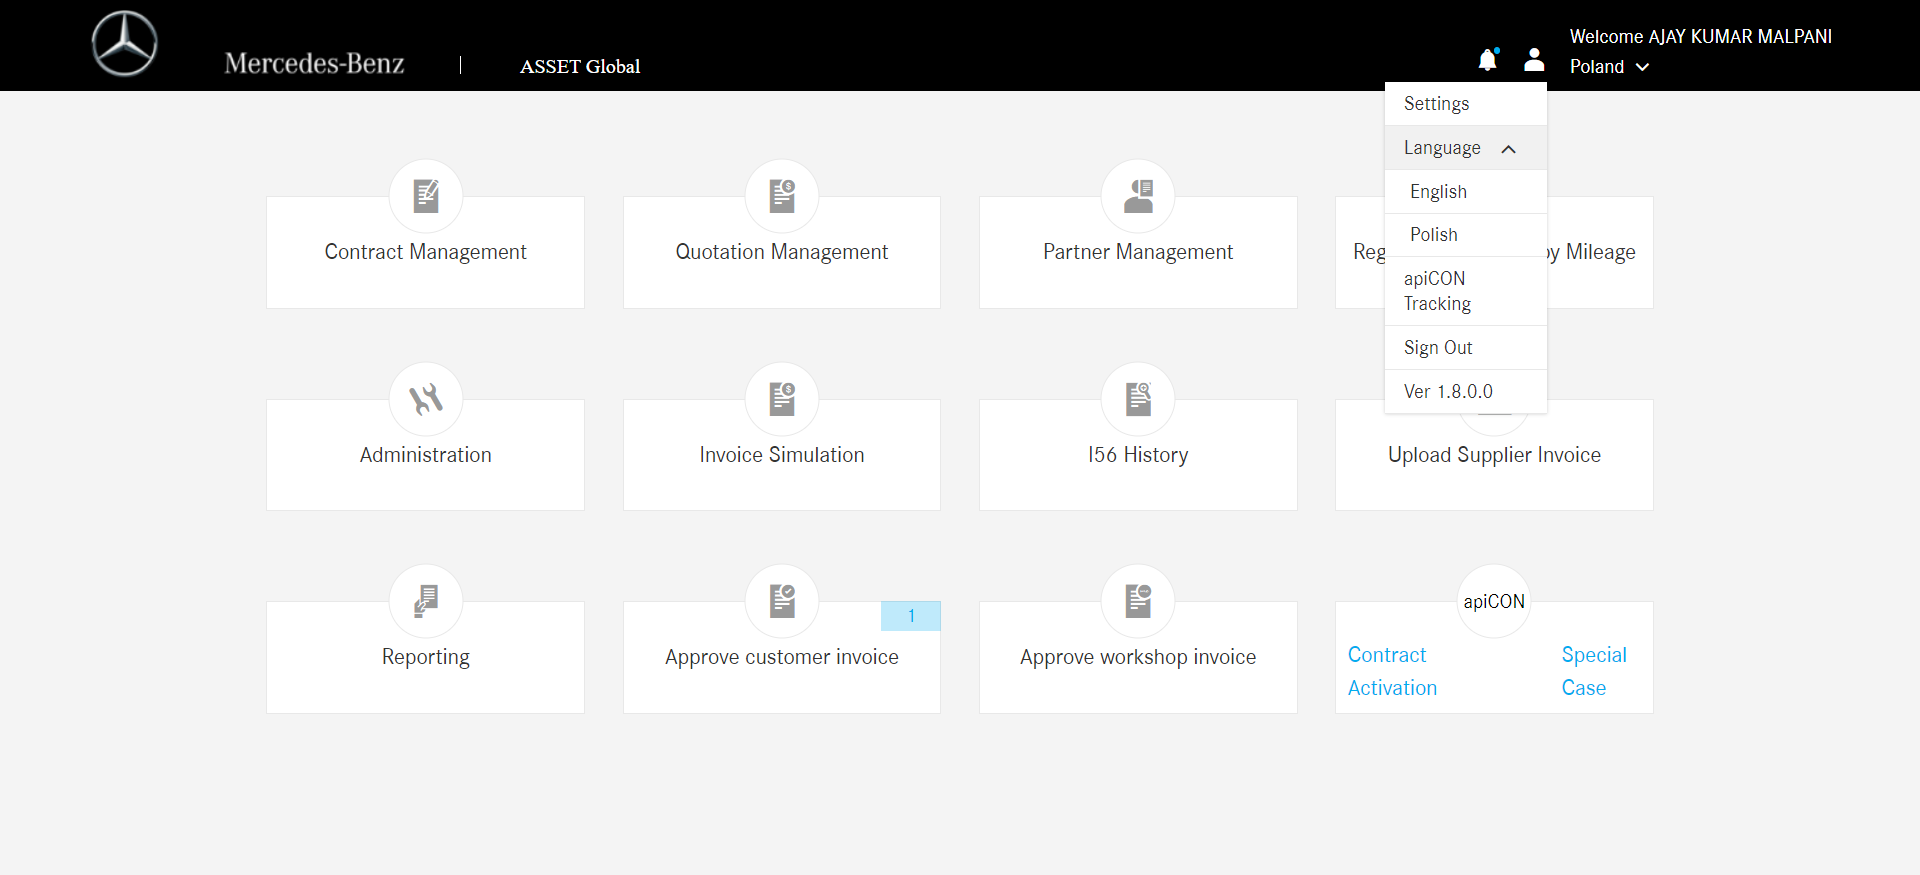 Mercedes-Benz | ASSET Global
Welcome AJAY KUMAR MALPANI
Poland
Settings
Language
English
Polish
apiCON
Tracking
Sign Out
Ver 1.8.0.0
Contract Management
Quotation Management
Partner Management
by Mileage
Administration
Invoice Simulation
I56 History
Upload Supplier Invoice
Reporting
1
Approve customer invoice
Approve workshop invoice
apiCON
Contract
Activation
Special
Case